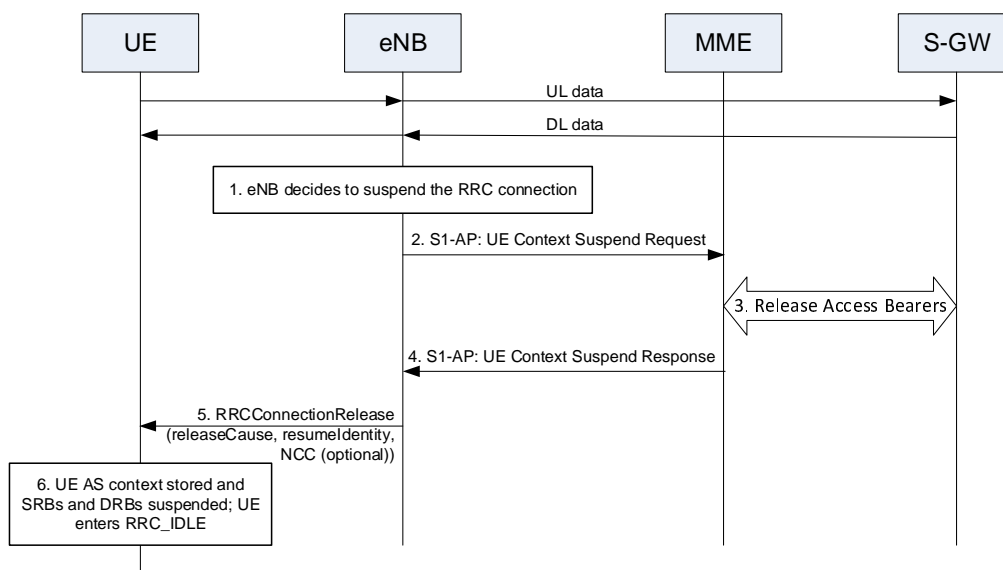 UE
eNB
MME
S-GW
UL data
DL data
1. eNB decides to suspend the RRC connection
2. S1-AP: UE Context Suspend Request
3. Release Access Bearers
4. S1-AP: UE Context Suspend Response
5. RRCConnectionRelease
(releaseCause, resumeIdentity,
NCC (optional))
6. UE AS context stored and
SRBs and DRBs suspended; UE
enters RRC_IDLE